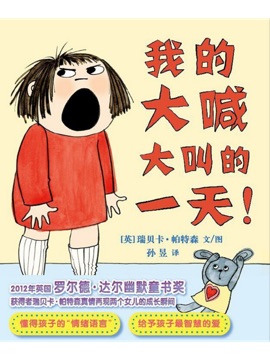 我的
大喊
大叫的
一天!
[英]瑞贝卡·帕特森 文/图
孙昱 译
2012年英国 罗尔德·达尔幽默童书奖
获得者瑞贝卡·帕特森真情再现两个女儿的成长瞬间
懂得孩子的“情绪语言” 给予孩子最智慧的爱